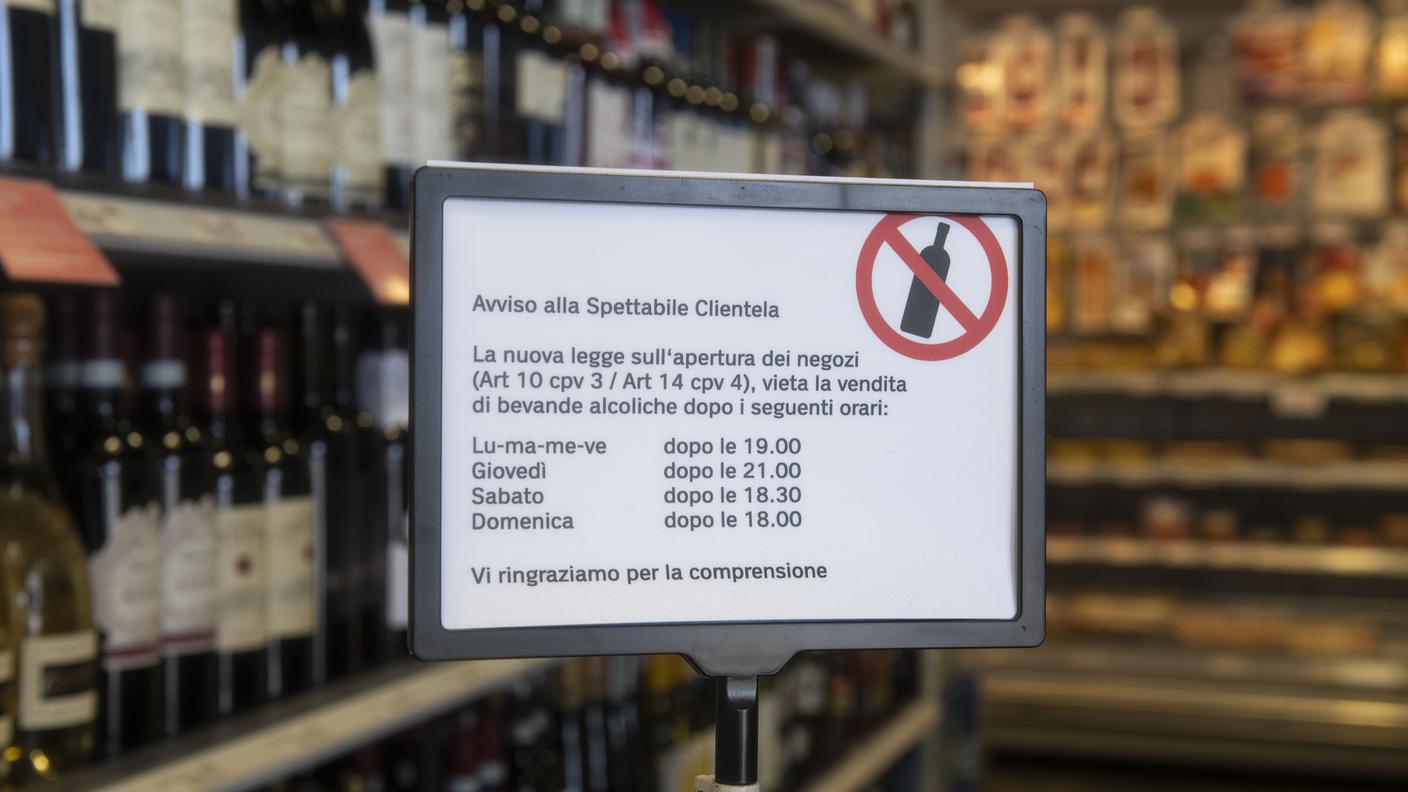 Avviso alla Spettabile Clientela
La nuova legge sull‘apertura dei negozi
(Art 10 cpv 3 / Art 14 cpv 4), vieta la vendita
di bevande alcoliche dopo i seguenti orari:
Lu-ma-me-ve dopo le 19.00
Giovedì dopo le 21.00
Sabato dopo le 18.30
Domenica dopo le 18.00
Vi ringraziamo per la comprensione